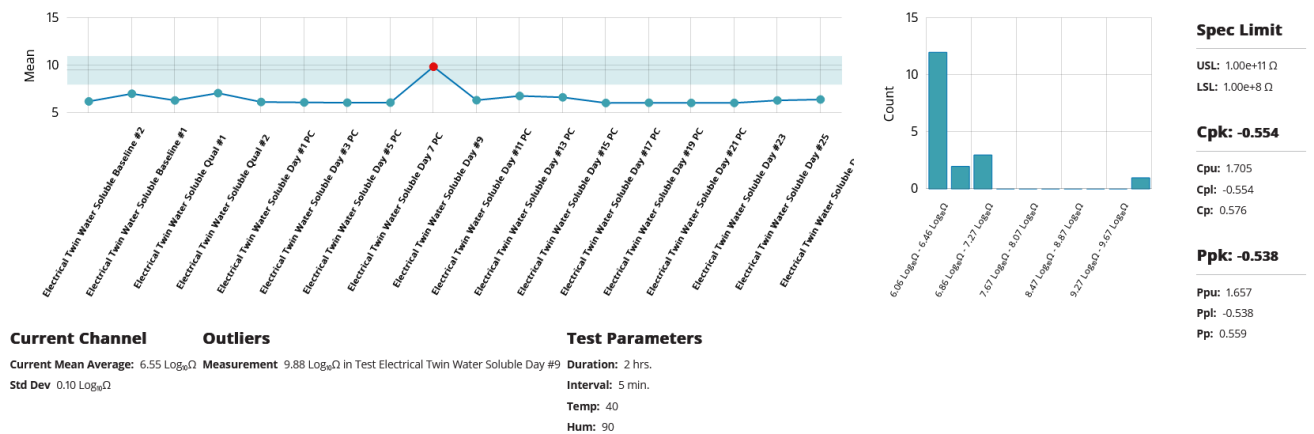 15
10
5
Mean
Electrical Twin Water Soluble Baseline #2
Electrical Twin Water Soluble Baseline #1
Electrical Twin Water Soluble Qual #1
Electrical Twin Water Soluble Qual #2
Electrical Twin Water Soluble Day #1 PC
Electrical Twin Water Soluble Day #3 PC
Electrical Twin Water Soluble Day #5 PC
Electrical Twin Water Soluble Day 7 PC
Electrical Twin Water Soluble Day #9
Electrical Twin Water Soluble Day #11 PC
Electrical Twin Water Soluble Day #13 PC
Electrical Twin Water Soluble Day #15 PC
Electrical Twin Water Soluble Day #17 PC
Electrical Twin Water Soluble Day #19 PC
Electrical Twin Water Soluble Day #21 PC
Electrical Twin Water Soluble Day #23
Electrical Twin Water Soluble Day #25
Electrical Twin Water Soluble
15
10
5
0
Count
6.06 Log₁₀Ω - 6.46 Log₁₀Ω
6.86 Log₁₀Ω - 7.27 Log₁₀Ω
7.67 Log₁₀Ω - 8.07 Log₁₀Ω
8.47 Log₁₀Ω - 8.87 Log₁₀Ω
9.27 Log₁₀Ω - 9.67 Log₁₀Ω
Spec Limit
USL: 1.00e+11 Ω
LSL: 1.00e+8 Ω
Cpk: -0.554
Cpu: 1.705
Cpl: -0.554
Cp: 0.576
Ppk: -0.538
Ppu: 1.657
Ppl: -0.538
Pp: 0.559
Current Channel
Current Mean Average: 6.55 Log₁₀Ω
Std Dev 0.10 Log₁₀Ω
Outliers
Measurement 9.88 Log₁₀Ω in Test Electrical Twin Water Soluble Day #9
Test Parameters
Duration: 2 hrs.
Interval: 5 min.
Temp: 40
Hum: 90